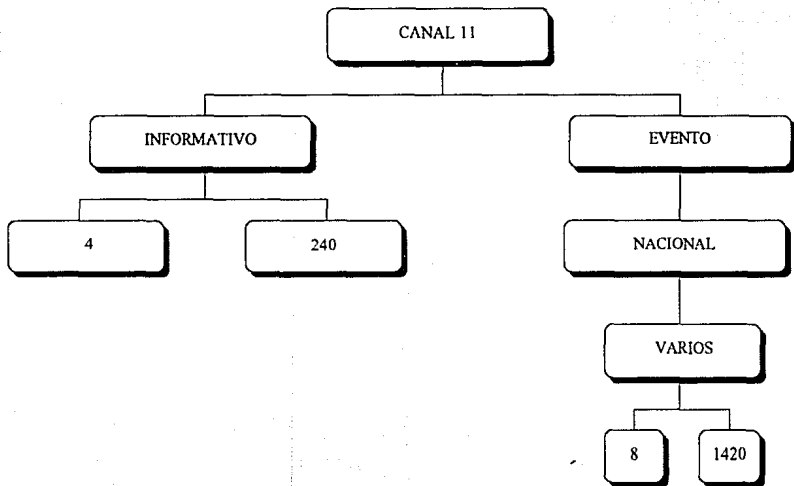 CANAL 11
INFORMATIVO
EVENTO
4
240
NACIONAL
VARIOS
8
1420